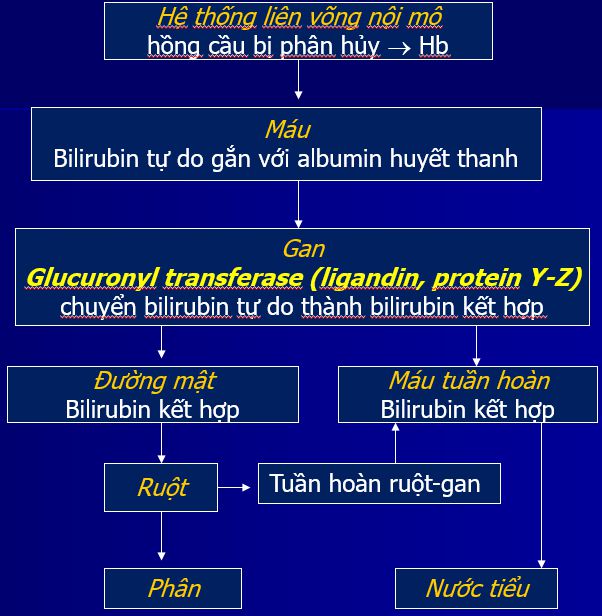 Hệ thống liên võng nội mô
hồng cầu bị phân hủy → Hb
Máu
Bilirubin tự do gắn với albumin huyết thanh
Gan
Glucuronyl transferase (ligandin, protein Y-Z)
chuyển bilirubin tự do thành bilirubin kết hợp
Đường mật
Bilirubin kết hợp
Máu tuần hoàn
Bilirubin kết hợp
Ruột
Tuần hoàn ruột-gan
Phân
Nước tiểu